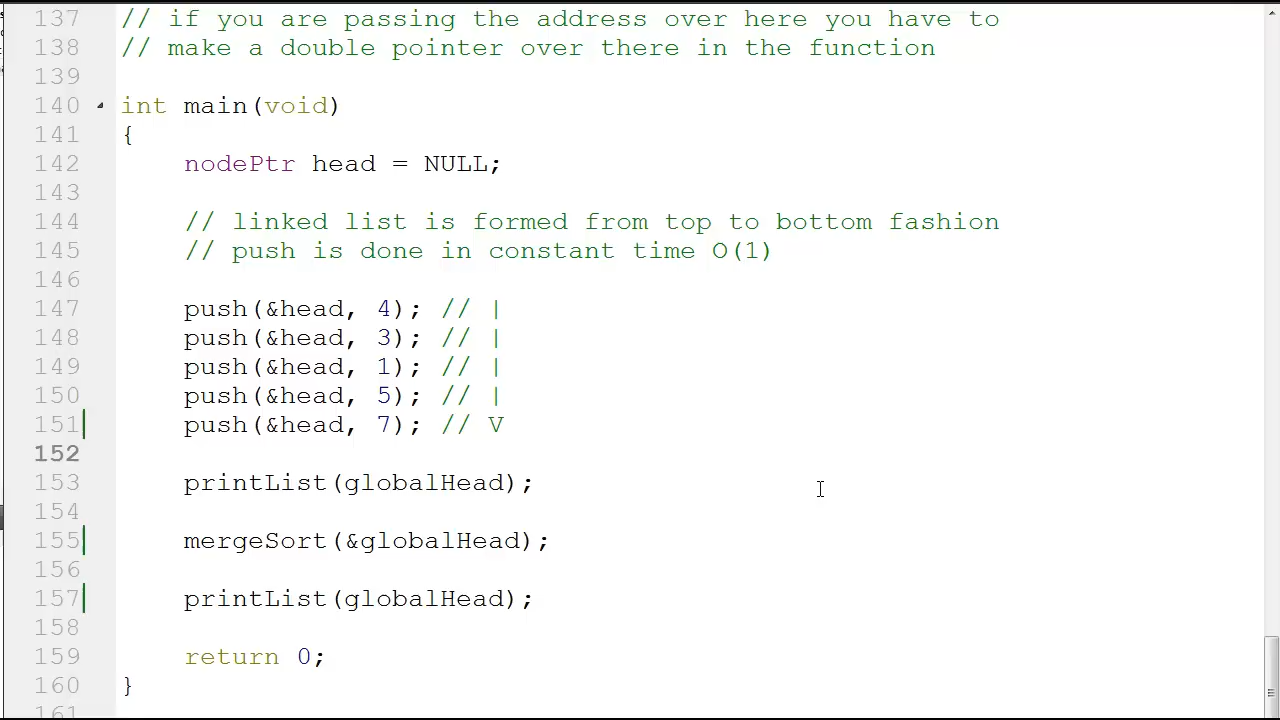 137 // if you are passing the address over here you have to
138 // make a double pointer over there in the function
139
140 int main(void)
141 {
142 nodePtr head = NULL;
143
144 // linked list is formed from top to bottom fashion
145 // push is done in constant time O(1)
146
147 push(&head, 4); // |
148 push(&head, 3); // |
149 push(&head, 1); // |
150 push(&head, 5); // |
151 push(&head, 7); // V
152
153 printList(globalHead);
154
155 mergeSort(&globalHead);
156
157 printList(globalHead);
158
159 return 0;
160 }
161